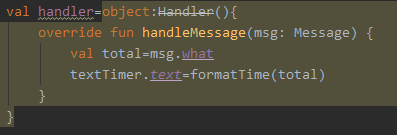 val handler=object:Handler(){
    override fun handleMessage(msg: Message) {
        val total=msg.what
        textTimer.text=formatTime(total)
    }
}